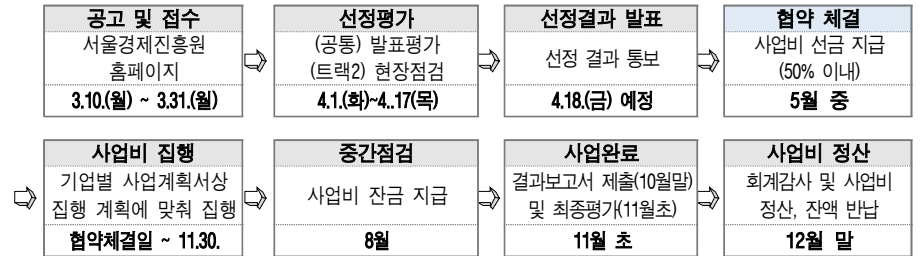 공고 및 접수
서울경제진흥원
홈페이지
3.10.(월) ~ 3.31.(월)
선정평가
(공통) 발표평가
(트랙2) 현장점검
4.1.(화)~4..17(목)
선정결과 발표
선정 결과 통보
4.18.(금) 예정
협약 체결
사업비 선금 지급
(50% 이내)
5월 중
사업비 집행
기업별 사업계획서상
집행 계획에 맞춰 집행
협약체결일 ~ 11.30.
중간점검
사업비 잔금 지급
8월
사업완료
결과보고서 제출(10월말)
및 최종평가(11월초)
11월 초
사업비 정산
회계감사 및 사업비
정산, 잔액 반납
12월 말